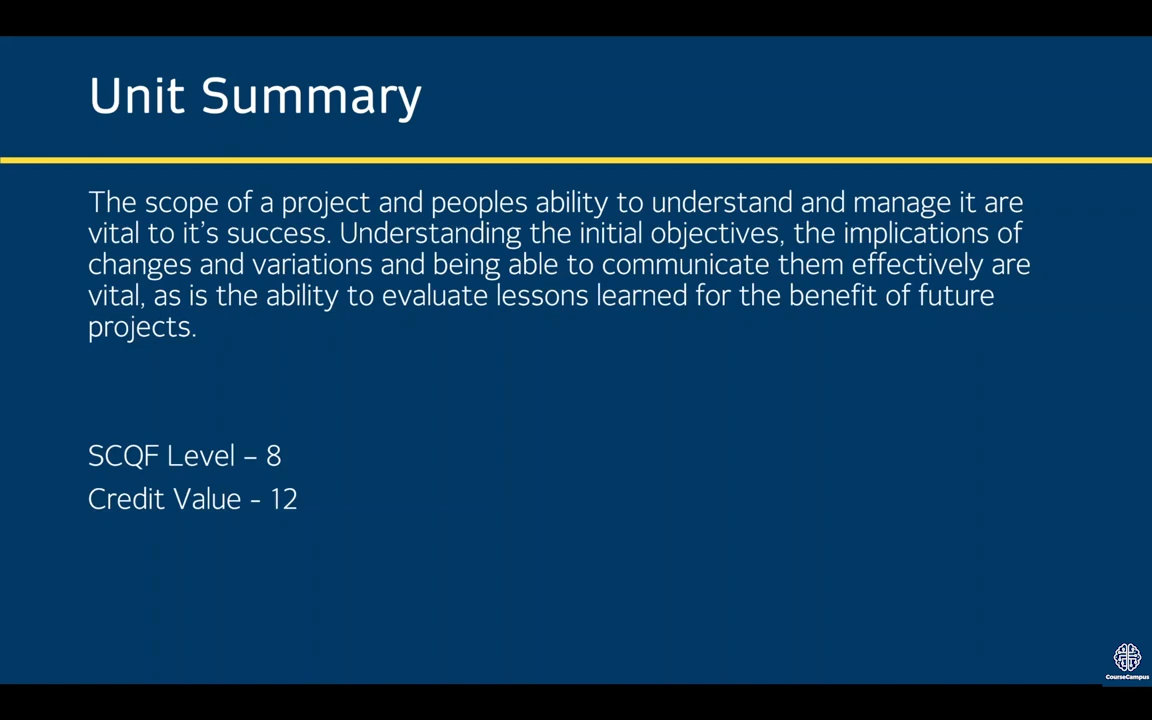 Unit Summary
The scope of a project and peoples ability to understand and manage it are
vital to it’s success. Understanding the initial objectives, the implications of
changes and variations and being able to communicate them effectively are
vital, as is the ability to evaluate lessons learned for the benefit of future
projects.
SCQF Level – 8
Credit Value - 12
CourseCampus